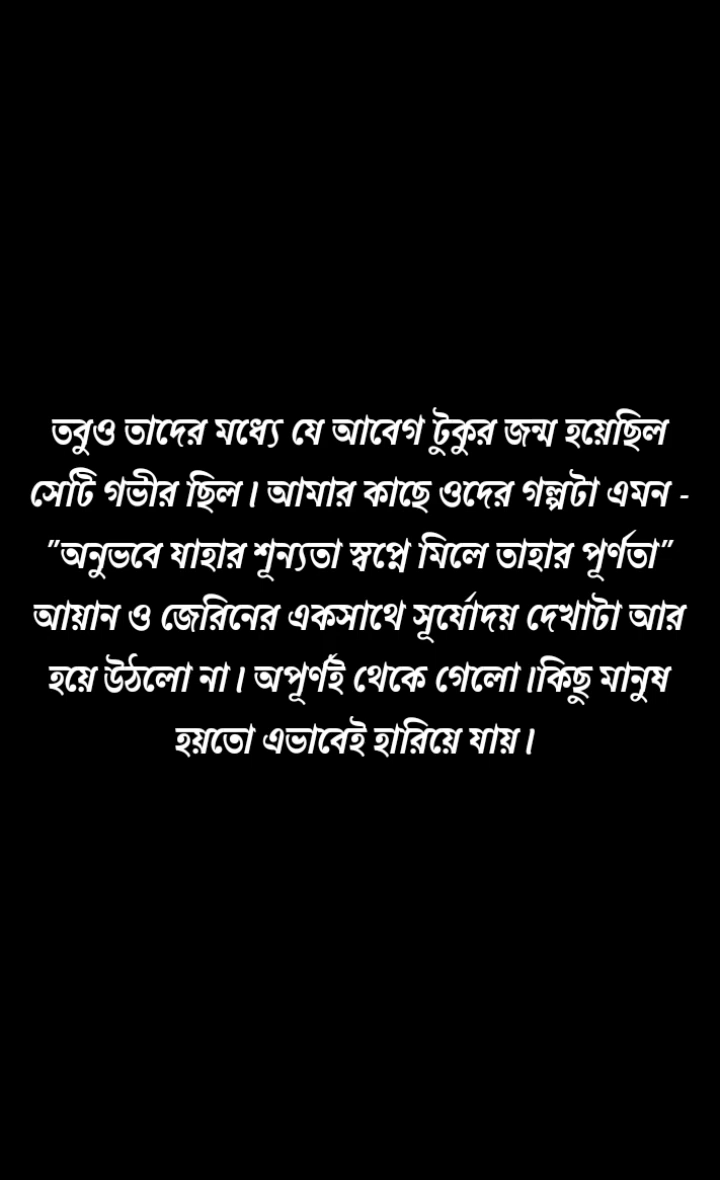 তবুও তাদের মধ্যে যে আবেগ টুকুর জন্ম হয়েছিল
সেটি গভীর ছিল। আমার কাছে ওদের গল্পটা এমন -
"অনুভবে যাহার শূন্যতা স্বপ্নে মিলে তাহার পূর্ণতা"
আয়ান ও জেরিনের একসাথে সূর্যোদয় দেখাটা আর
হয়ে উঠলো না। অপূর্ণই থেকে গেলো।কিছু মানুষ
হয়তো এভাবেই হারিয়ে যায়।